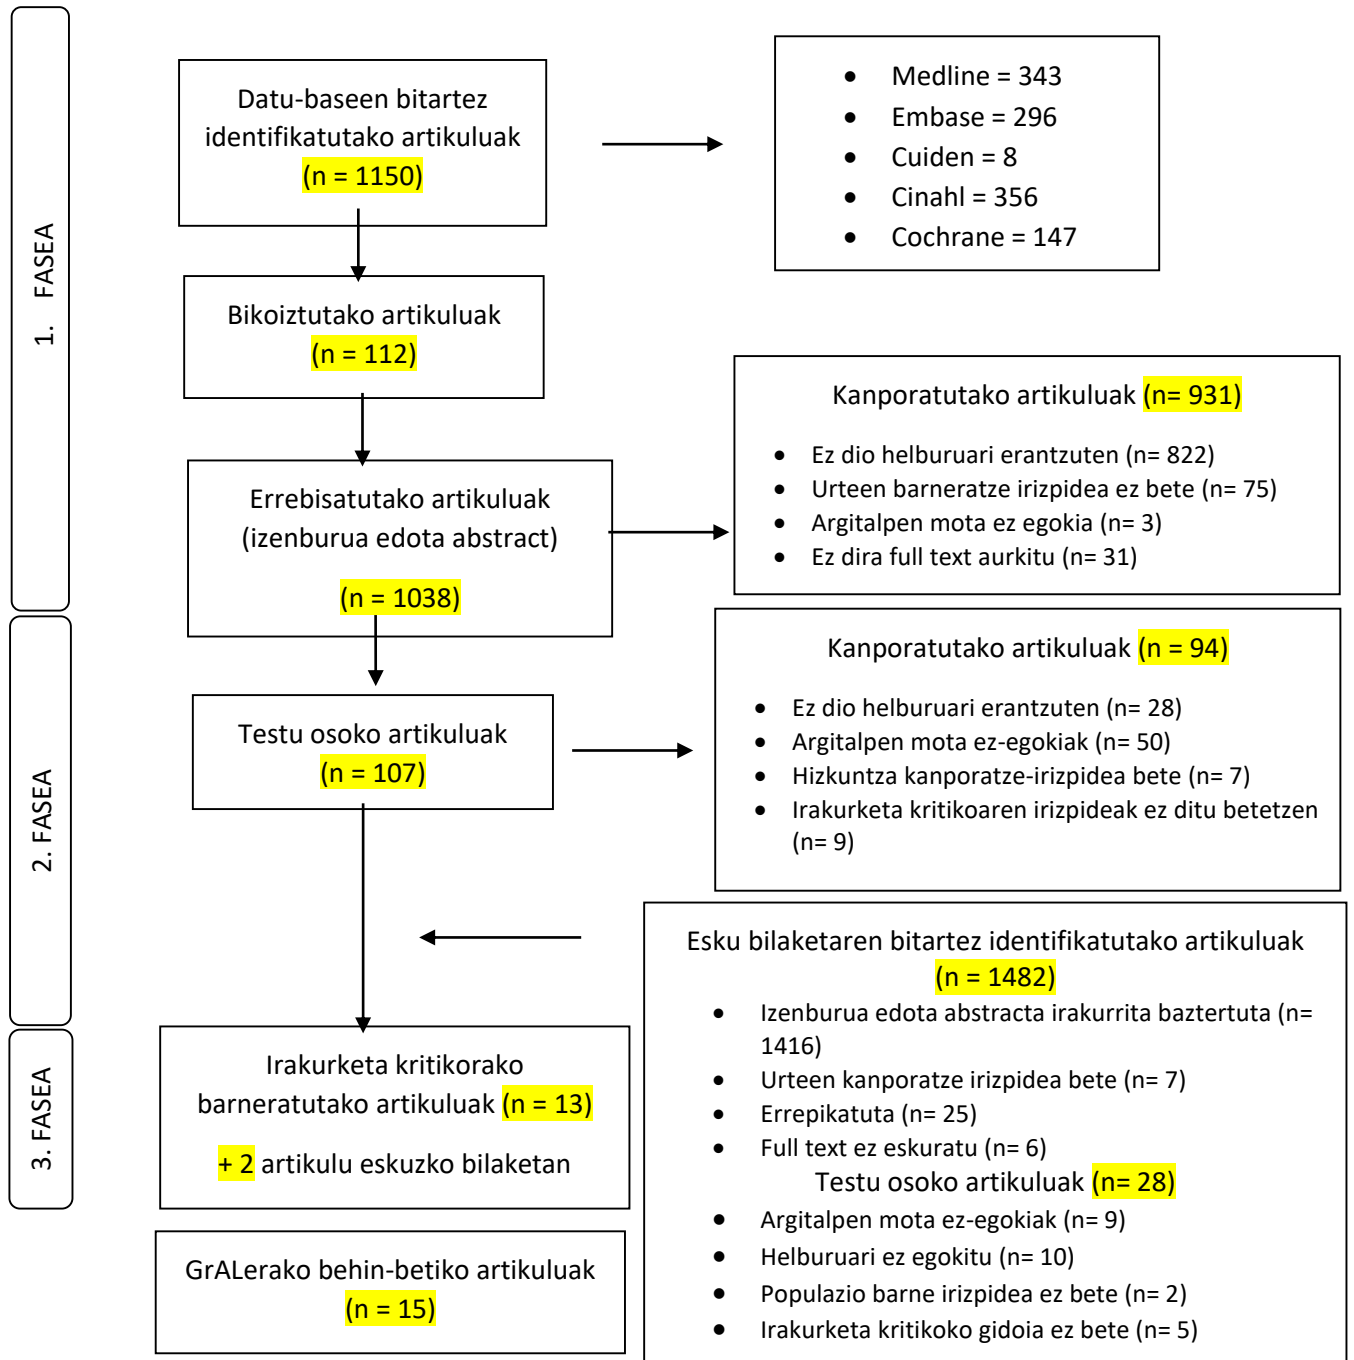 1. FASEA
Datu-baseen bitartez
identifikatutako artikuluak
(n = 1150)
• Medline = 343
• Embase = 296
• Cuiden = 8
• Cinahl = 356
• Cochrane = 147
Bikoiztutako artikuluak
(n = 112)
Errebisatutako artikuluak
(izenburua edota abstract)
(n = 1038)
Kanporatutako artikuluak (n= 931)
• Ez dio helburuari erantzuten (n= 822)
• Urteen barneratze irizpidea ez bete (n= 75)
• Argitalpen mota ez egokia (n= 3)
• Ez dira full text aurkitu (n= 31)
2. FASEA
Testu osoko artikuluak
(n = 107)
Kanporatutako artikuluak (n = 94)
• Ez dio helburuari erantzuten (n= 28)
• Argitalpen mota ez-egokiak (n= 50)
• Hizkuntza kanporatze-irizpidea bete (n= 7)
• Irakurketa kritikoaren irizpideak ez ditu betetzen
(n= 9)
Esku bilaketaren bitartez identifikatutako artikuluak
(n = 1482)
• Izenburua edota abstracta irakurrita baztertuta (n=
1416)
• Urteen kanporatze irizpidea bete (n= 7)
• Errepikatuta (n= 25)
• Full text ez eskuratu (n= 6)
Testu osoko artikuluak (n= 28)
• Argitalpen mota ez-egokiak (n= 9)
• Helburuari ez egokitu (n= 10)
• Populazio barne irizpidea ez bete (n= 2)
• Irakurketa kritikoko gidoia ez bete (n= 5)
3. FASEA
Irakurketa kritikorako
barneratutako artikuluak (n = 13)
+ 2 artikulu eskuzko bilaketan
GrALerako behin-betiko artikuluak
(n = 15)